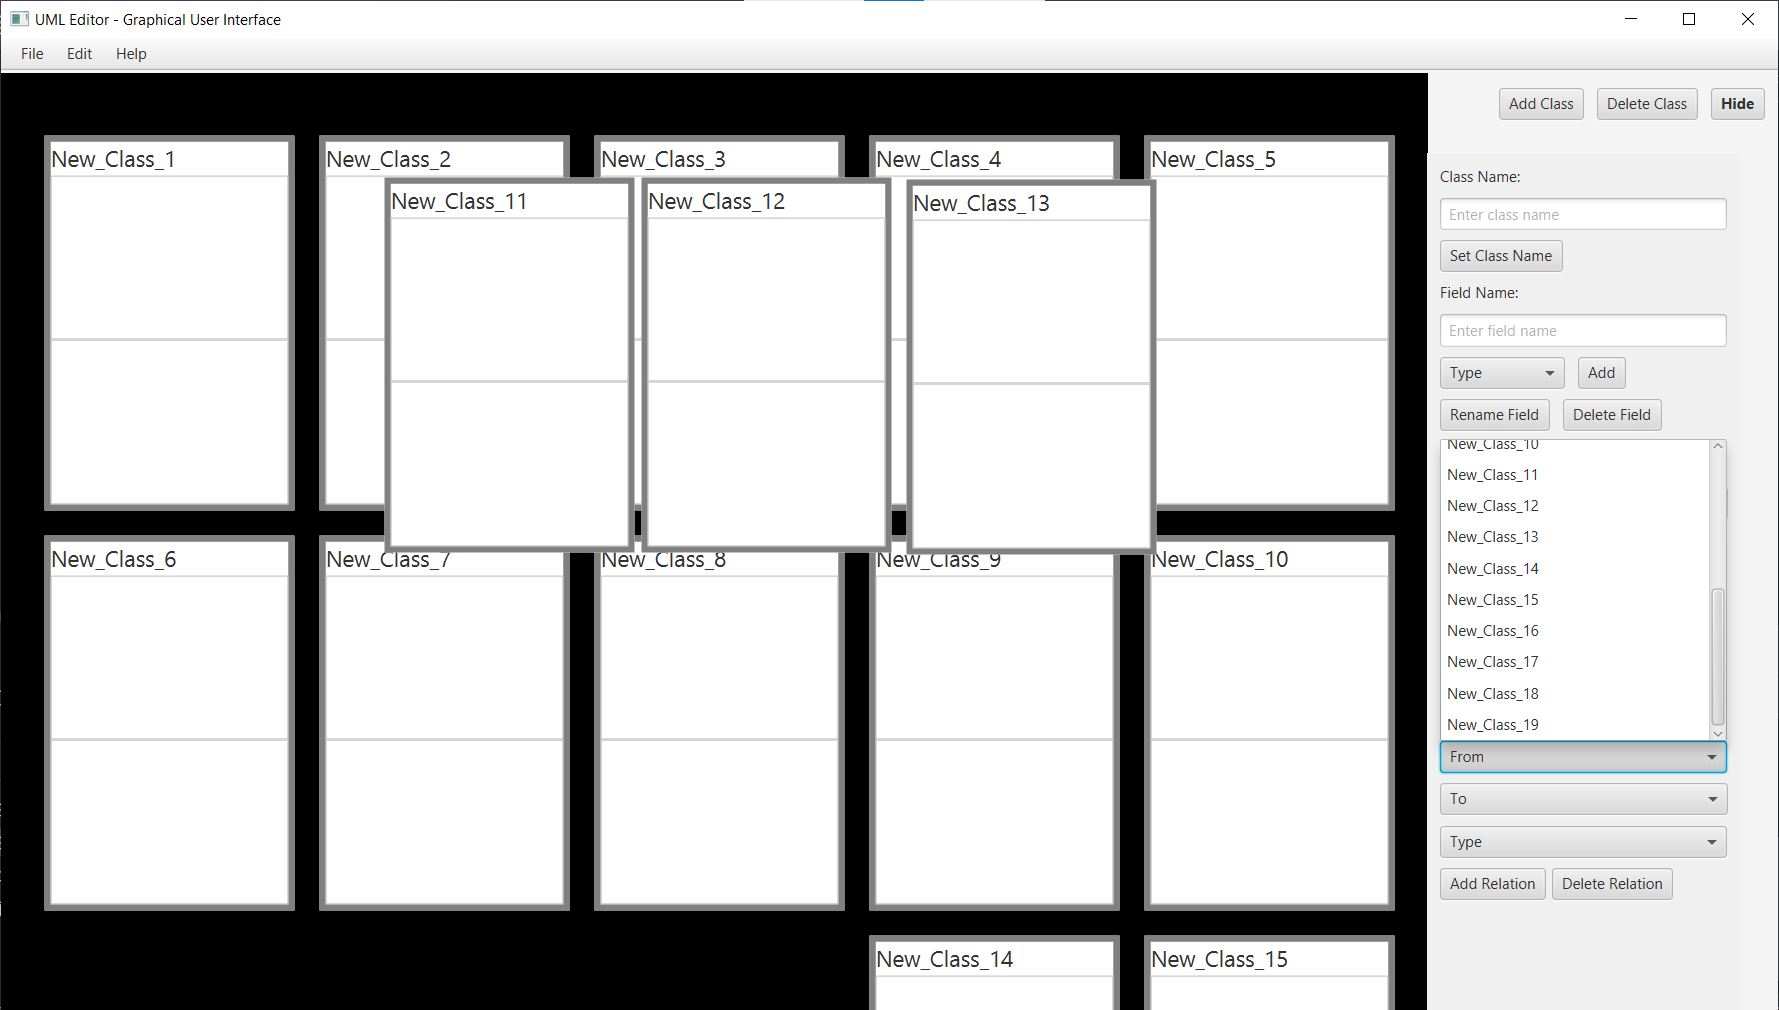 UML Editor - Graphical User Interface
File Edit Help
Add Class Delete Class Hide
New_Class_1 New_Class_2 New_Class_3 New_Class_4 New_Class_5
New_Class_11 New_Class_12 New_Class_13
New_Class_6 New_Class_7 New_Class_8 New_Class_9 New_Class_10
New_Class_14 New_Class_15
Class Name:
Enter class name
Set Class Name
Field Name:
Enter field name
Type Add
Rename Field Delete Field
New_Class_10
New_Class_11
New_Class_12
New_Class_13
New_Class_14
New_Class_15
New_Class_16
New_Class_17
New_Class_18
New_Class_19
From
To
Type
Add Relation Delete Relation